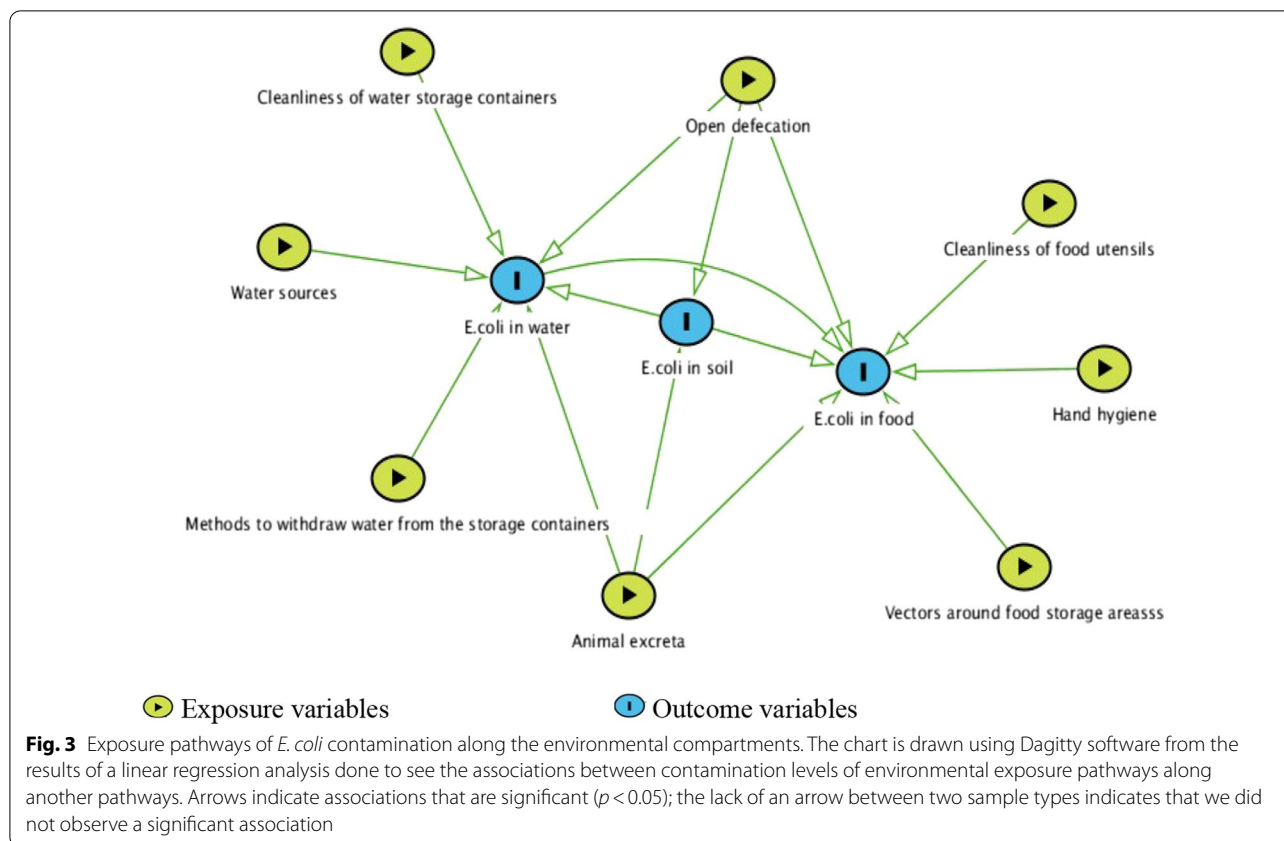 Cleanliness of water storage containers
Open defecation
Cleanliness of food utensils
Water sources
E.coli in water
E.coli in soil
E.coli in food
Hand hygiene
Methods to withdraw water from the storage containers
Vectors around food storage areasss
Animal excreta
Exposure variables
Outcome variables
Fig. 3 Exposure pathways of E. coli contamination along the environmental compartments. The chart is drawn using Dagitty software from the
results of a linear regression analysis done to see the associations between contamination levels of environmental exposure pathways along
another pathways. Arrows indicate associations that are significant (p < 0.05); the lack of an arrow between two sample types indicates that we did
not observe a significant association